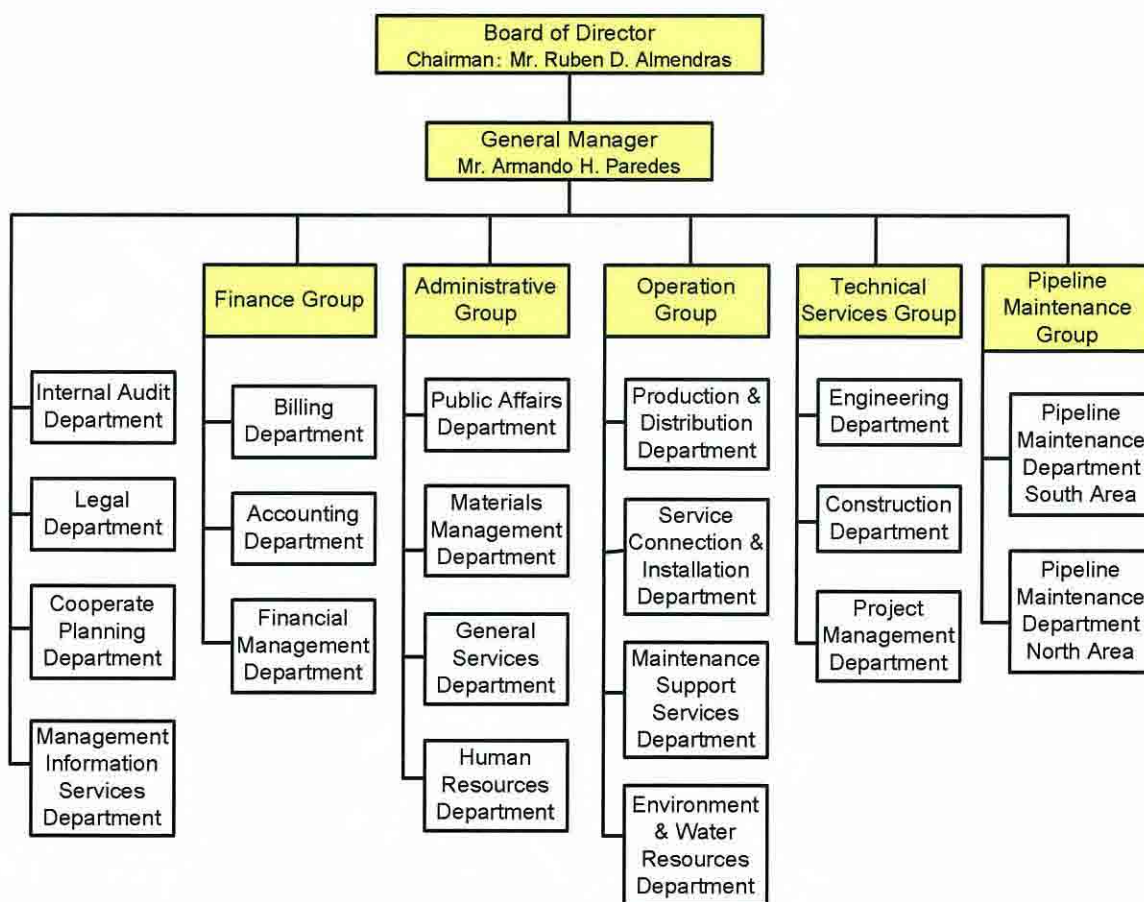 Board of Director
Chairman: Mr. Ruben D. Almendras
General Manager
Mr. Armando H. Paredes
Internal Audit
Department
Legal
Department
Cooperate
Planning
Department
Management
Information
Services
Department
Finance Group
Billing
Department
Accounting
Department
Financial
Management
Department
Administrative
Group
Public Affairs
Department
Materials
Management
Department
General
Services
Department
Human
Resources
Department
Operation
Group
Production &
Distribution
Department
Service
Connection &
Installation
Department
Maintenance
Support
Services
Department
Environment
& Water
Resources
Department
Technical
Services Group
Engineering
Department
Construction
Department
Project
Management
Department
Pipeline
Maintenance
Group
Pipeline
Maintenance
Department
South Area
Pipeline
Maintenance
Department
North Area